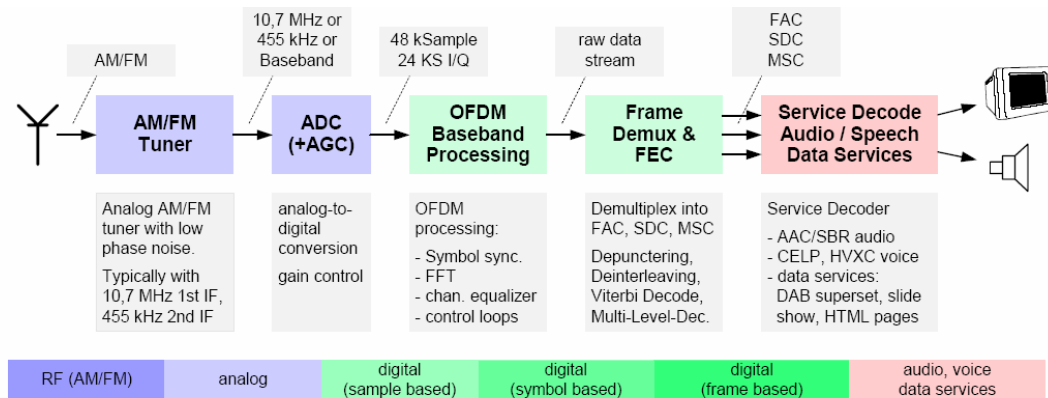 AM/FM
10,7 MHz or
455 kHz or
Baseband
48 kSample
24 KS I/Q
raw data
stream
FAC
SDC
MSC
AM/FM
Tuner
ADC
(+AGC)
OFDM
Baseband
Processing
Frame
Demux &
FEC
Service Decode
Audio / Speech
Data Services
Analog AM/FM
tuner with low
phase noise.
Typically with
10,7 MHz 1st IF,
455 kHz 2nd IF
analog-to-
digital
conversion
gain control
OFDM
processing:
- Symbol sync.
- FFT
- chan. equalizer
- control loops
Demultiplex into
FAC, SDC, MSC
Depuncturing,
Deinterleaving,
Viterbi Decode,
Multi-Level-Dec.
Service Decoder
- AAC/SBR audio
- CELP, HVXC voice
- data services:
DAB superset, slide
show, HTML pages
RF (AM/FM)
analog
digital
(sample based)
digital
(symbol based)
digital
(frame based)
audio, voice
data services